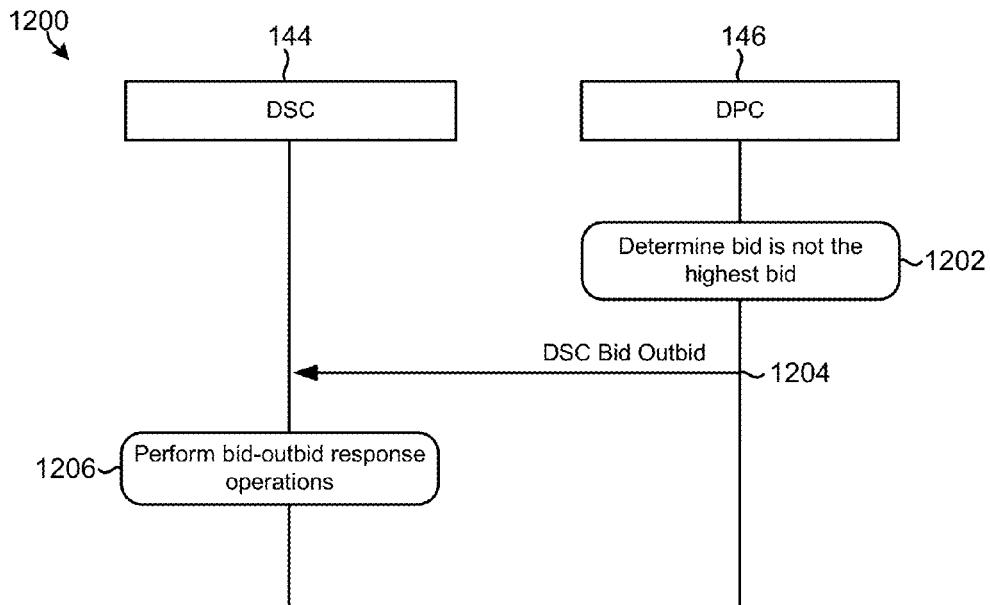 1200
144
146
DSC
DPC
Determine bid is not the
highest bid
1202
DSC Bid Outbid
1204
Perform bid-outbid response
operations
1206